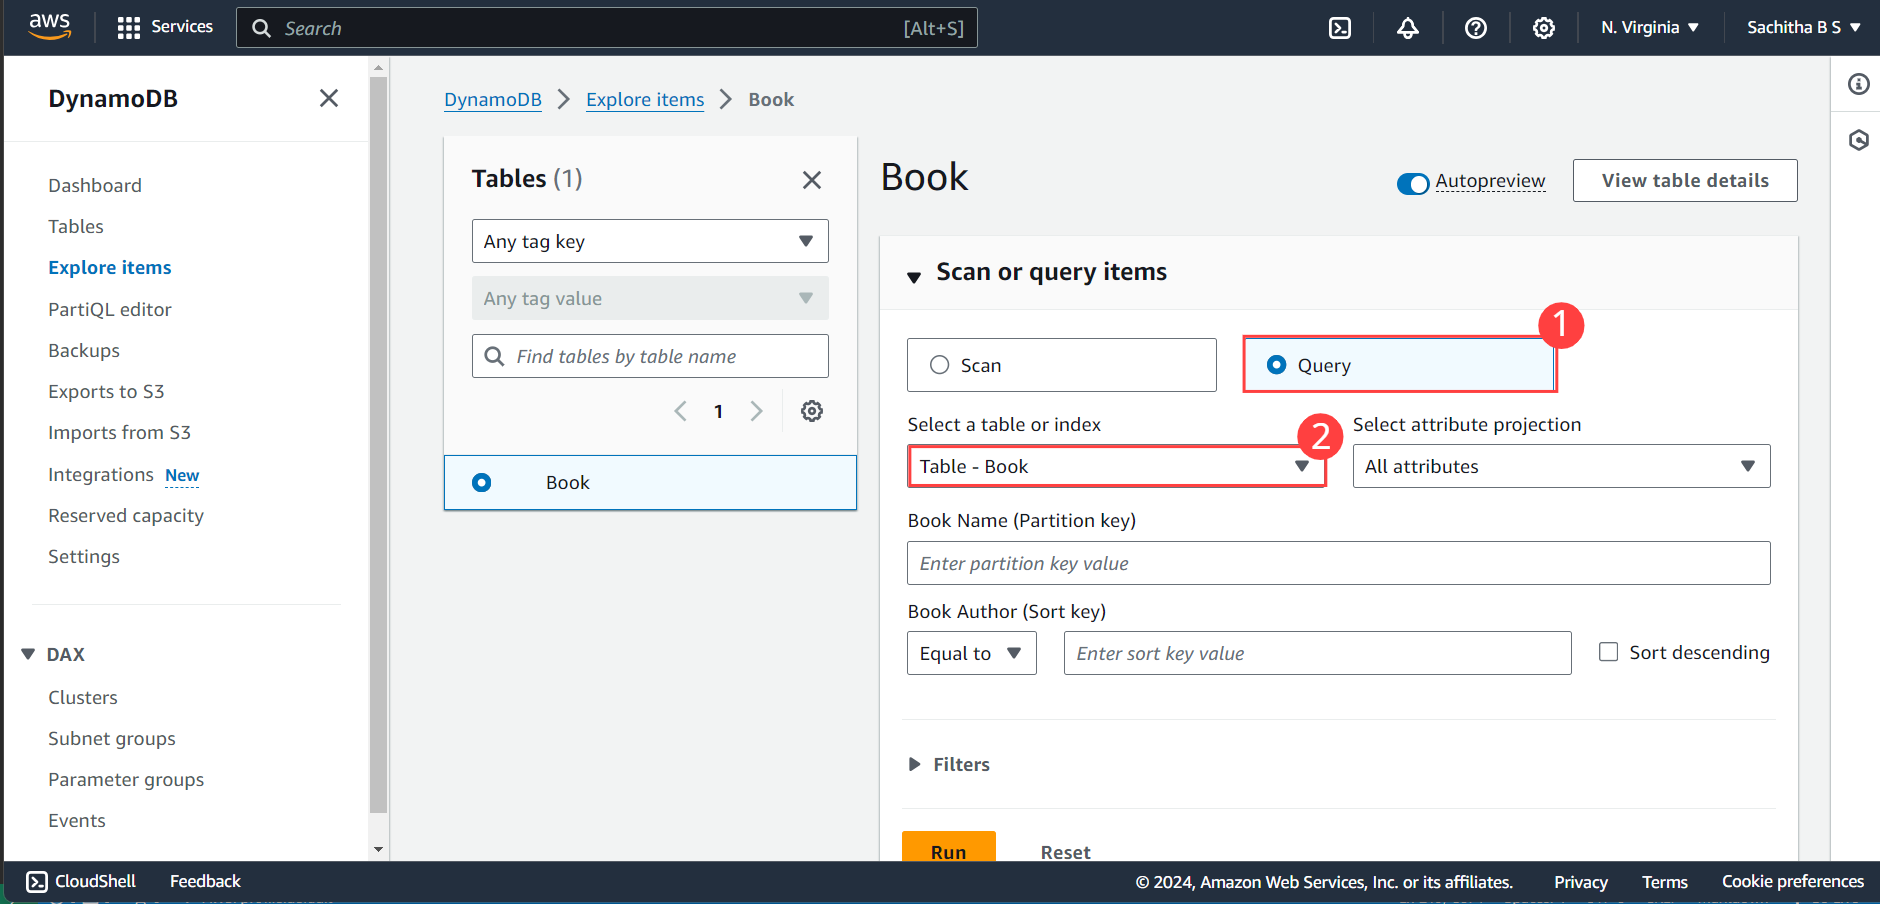 aws
Services
Search
[Alt+S]
N. Virginia
Sachitha B S
DynamoDB
Dashboard
Tables
Explore items
PartiQL editor
Backups
Exports to S3
Imports from S3
Integrations New
Reserved capacity
Settings
DAX
Clusters
Subnet groups
Parameter groups
Events
DynamoDB
Explore items
Book
Tables (1)
Any tag key
Any tag value
Find tables by table name
1
Book
Book
Autopreview
View table details
Scan or query items
Scan
Query
1
Select a table or index
2
Table - Book
Select attribute projection
All attributes
Book Name (Partition key)
Enter partition key value
Book Author (Sort key)
Equal to
Enter sort key value
Sort descending
Filters
Run
Reset
CloudShell
Feedback
© 2024, Amazon Web Services, Inc. or its affiliates.
Privacy
Terms
Cookie preferences